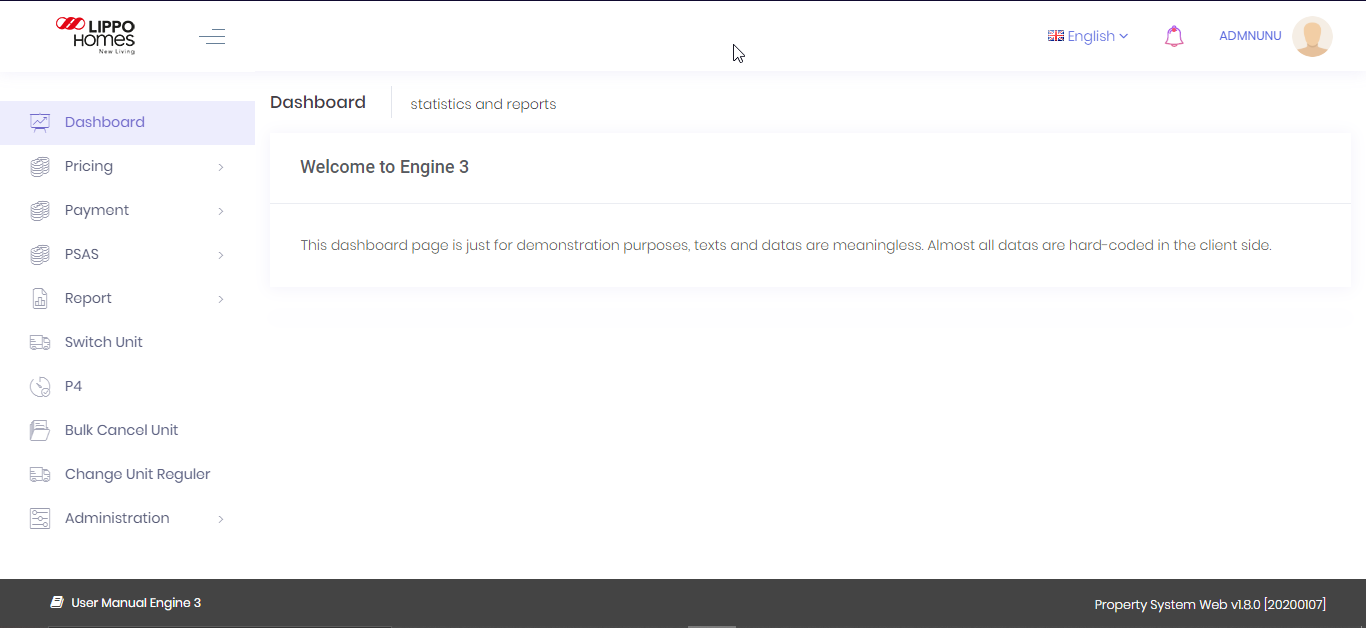 LIPPO
HOMES
New Living
English
ADMNUNU
Dashboard
statistics and reports
Dashboard
Pricing
Payment
PSAS
Report
Switch Unit
P4
Bulk Cancel Unit
Change Unit Reguler
Administration
Welcome to Engine 3
This dashboard page is just for demonstration purposes, texts and datas are meaningless. Almost all datas are hard-coded in the client side.
User Manual Engine 3
Property System Web v1.8.0 [20200107]